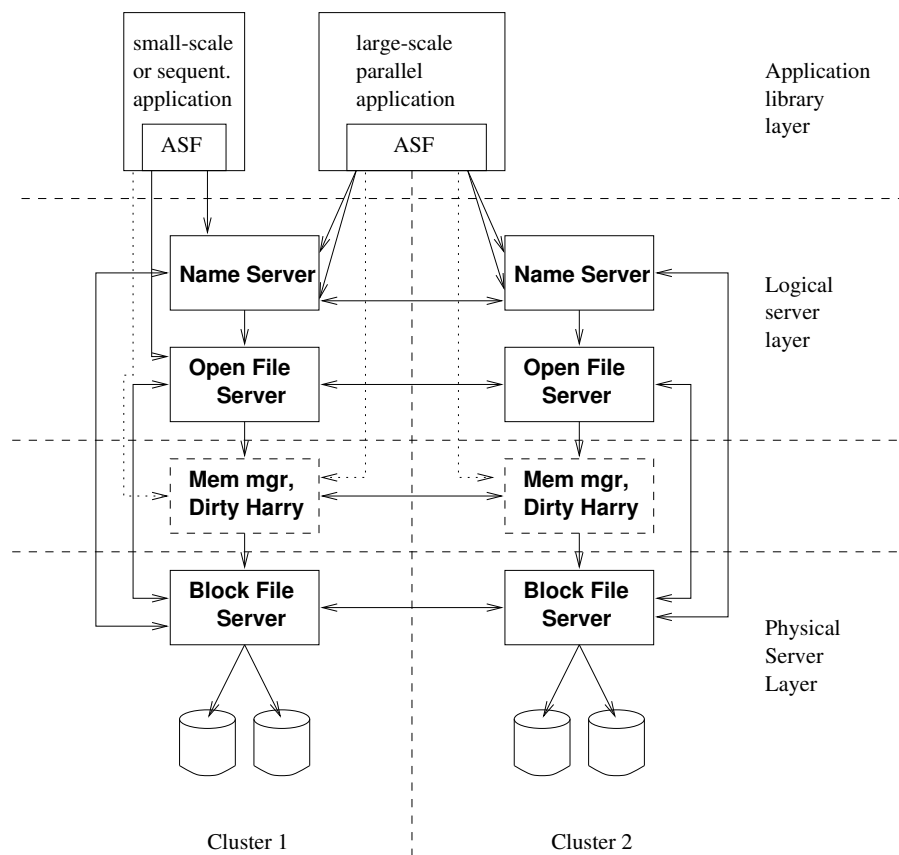 small-scale
or sequent.
application
ASF
large-scale
parallel
application
ASF
Application
library
layer
Name Server
Name Server
Logical
server
layer
Open File
Server
Open File
Server
Mem mgr,
Dirty Harry
Mem mgr,
Dirty Harry
Block File
Server
Block File
Server
Physical
Server
Layer
Cluster 1
Cluster 2